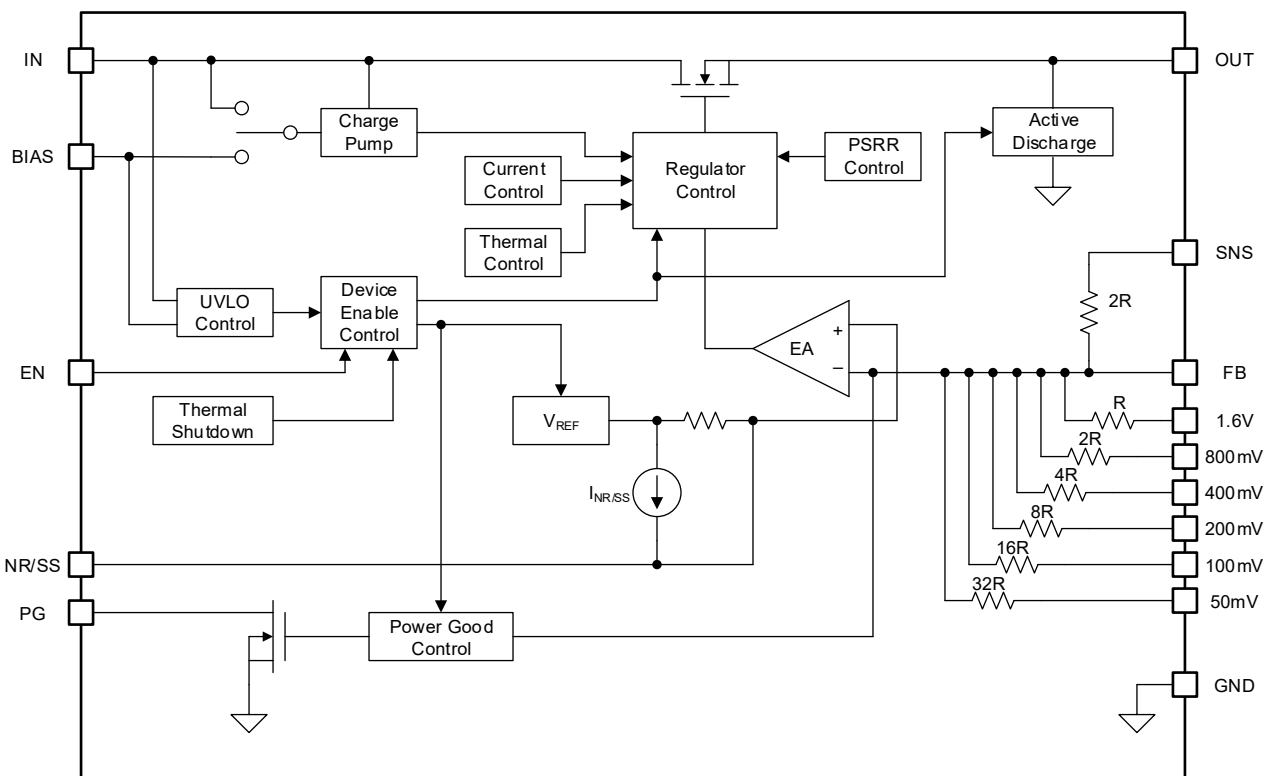 IN
OUT
Charge
Pump
Active
Discharge
BIAS
Current
Control
Regulator
Control
PSRR
Control
Thermal
Control
SNS
2R
UVLO
Control
Device
Enable
Control
+
EA
–
EN
FB
Thermal
Shutdown
VREF
R
1.6V
2R
800mV
4R
400mV
INR/SS
8R
200mV
16R
100mV
NR/SS
32R
50mV
PG
Power Good
Control
GND